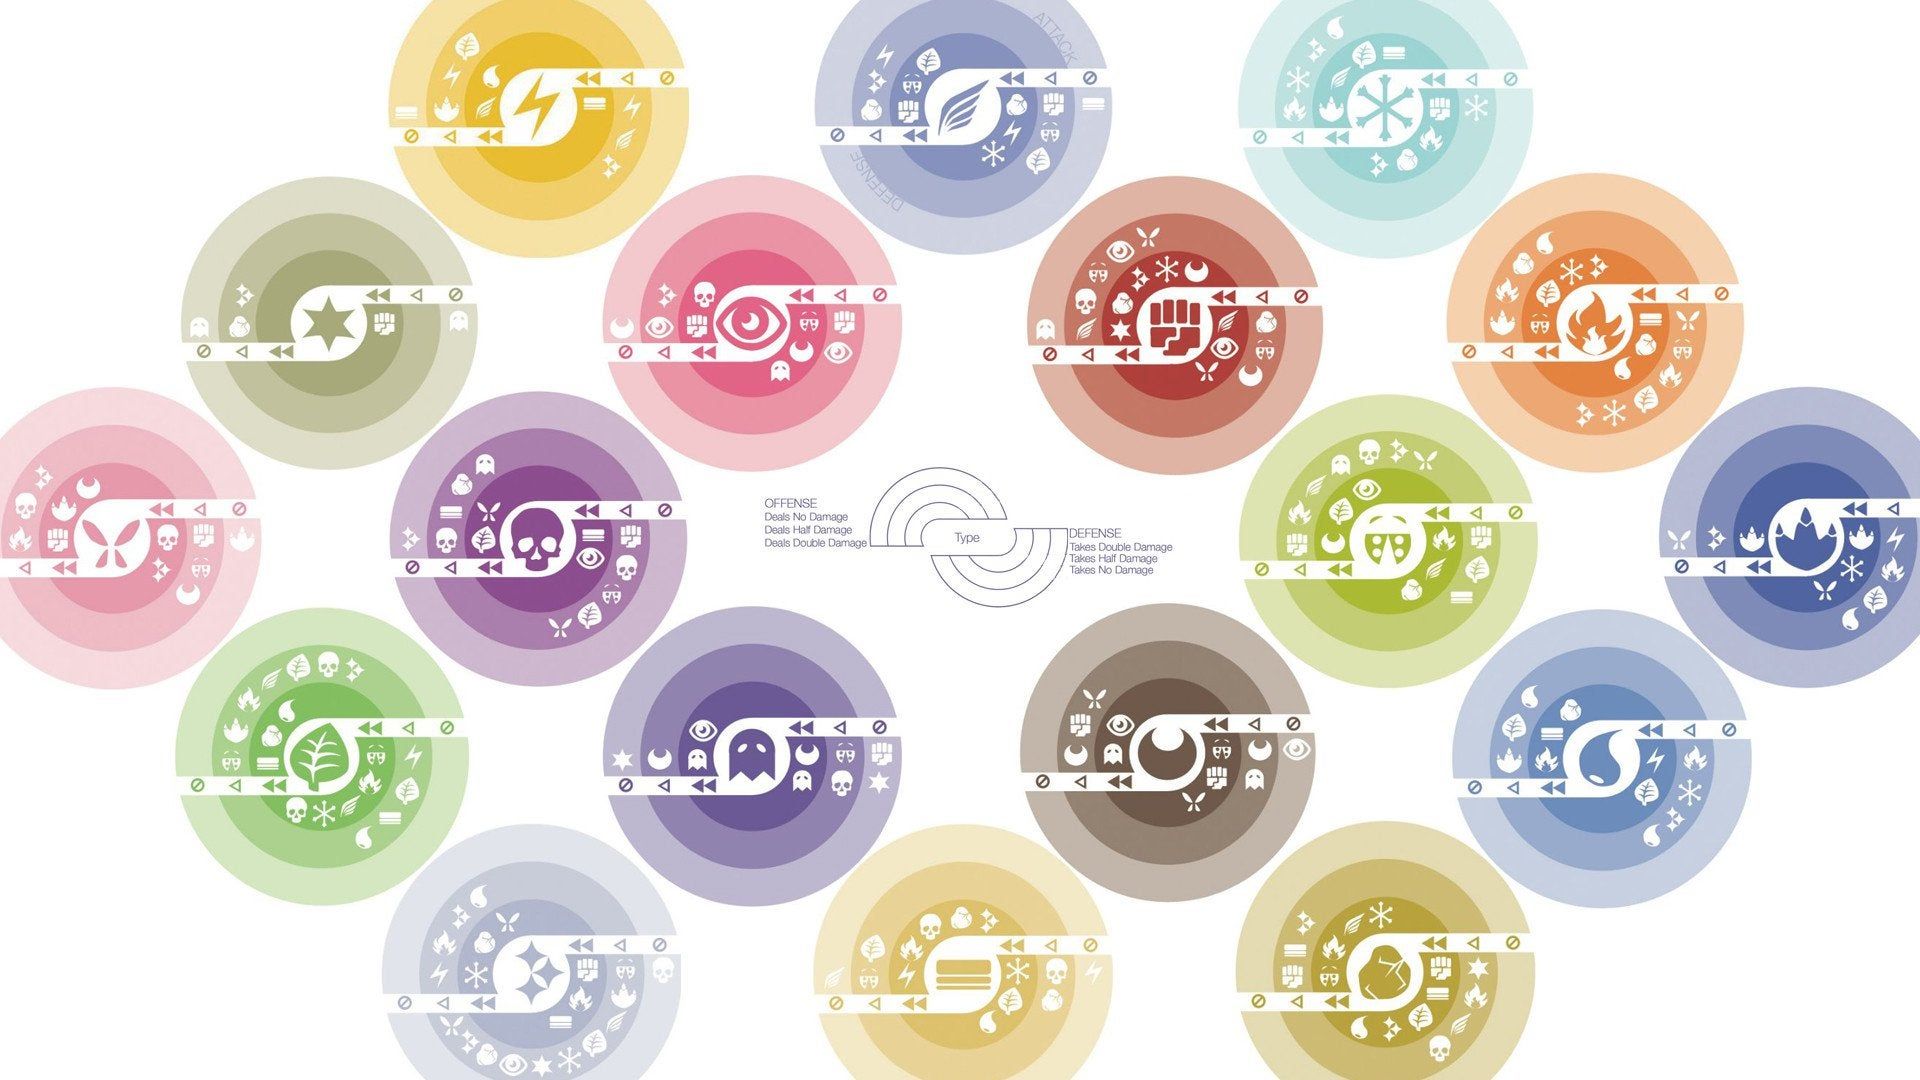 ATTACK
DEFENSE
OFFENSE
Deals No Damage
Deals Half Damage
Deals Double Damage
Type
DEFENSE
Takes Double Damage
Takes Half Damage
Takes No Damage